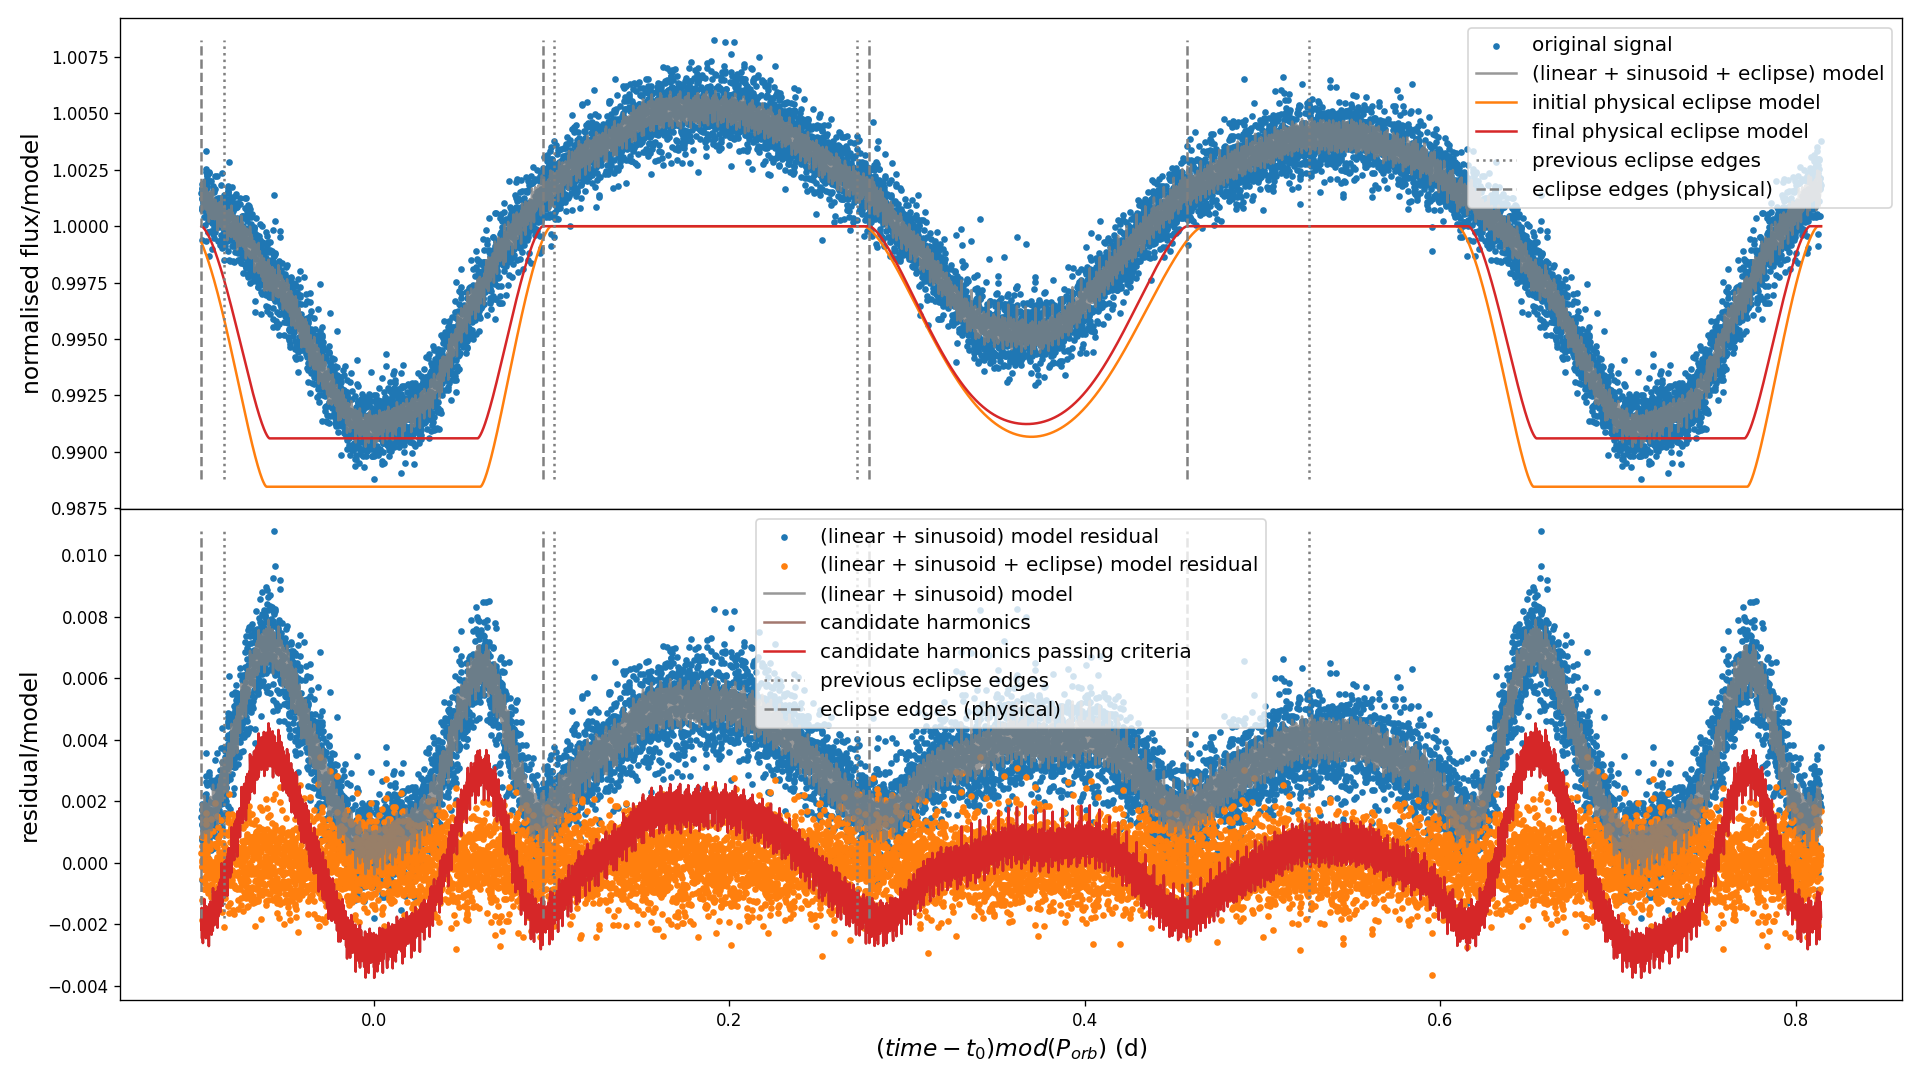 normalised flux/model
1.0075
1.0050
1.0025
1.0000
0.9975
0.9950
0.9925
0.9900
0.9875
original signal
(linear + sinusoid + eclipse) model
initial physical eclipse model
final physical eclipse model
previous eclipse edges
eclipse edges (physical)
residual/model
0.010
0.008
0.006
0.004
0.002
0.000
−0.002
−0.004
(linear + sinusoid) model residual
(linear + sinusoid + eclipse) model residual
(linear + sinusoid) model
candidate harmonics
candidate harmonics passing criteria
previous eclipse edges
eclipse edges (physical)
0.0 0.2 0.4 0.6 0.8
(time − t₀)mod(P_orb) (d)